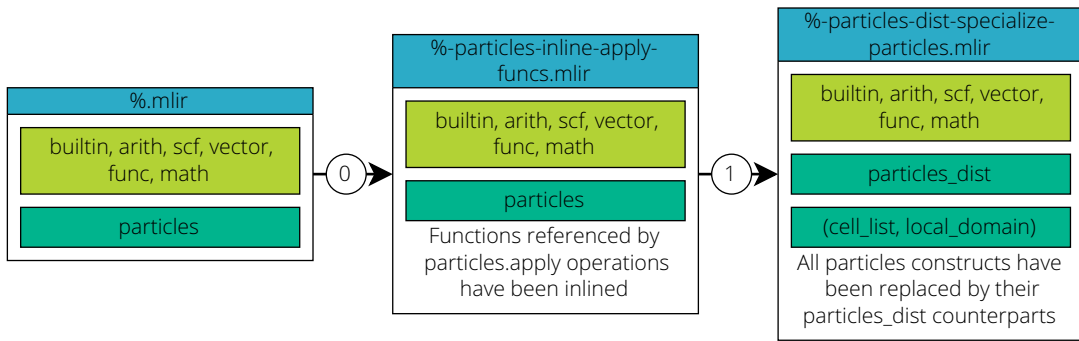 %.mlir
builtin, arith, scf, vector,
func, math
particles
0
%-particles-inline-apply-
funcs.mlir
builtin, arith, scf, vector,
func, math
particles
Functions referenced by
particles.apply operations
have been inlined
1
%-particles-dist-specialize-
particles.mlir
builtin, arith, scf, vector,
func, math
particles_dist
(cell_list, local_domain)
All particles constructs have
been replaced by their
particles_dist counterparts